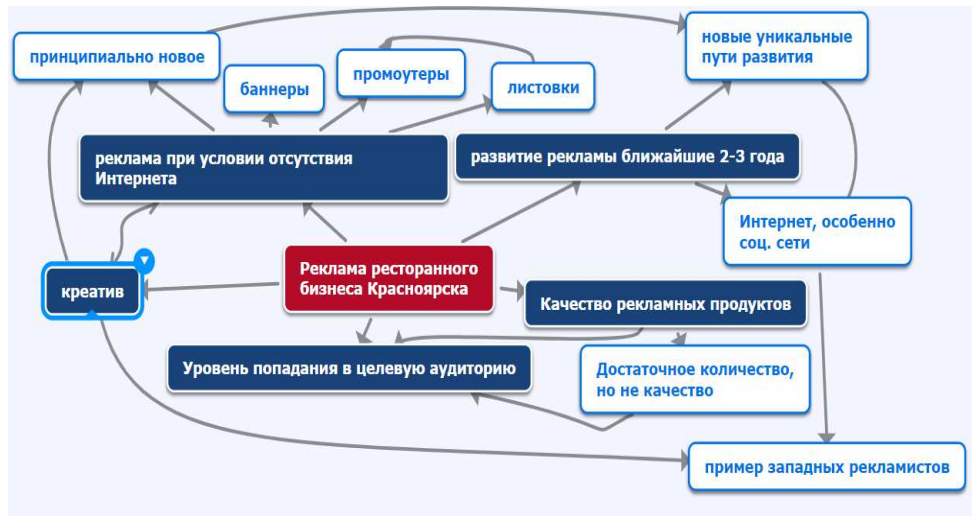 принципиально новое
баннеры
промоутеры
листовки
новые уникальные
пути развития
реклама при условии отсутствия
Интернета
развитие рекламы ближайшие 2-3 года
Интернет, особенно
соц. сети
Реклама ресторанного
бизнеса Красноярска
креатив
Качество рекламных продуктов
Уровень попадания в целевую аудиторию
Достаточное количество,
но не качество
пример западных рекламистов